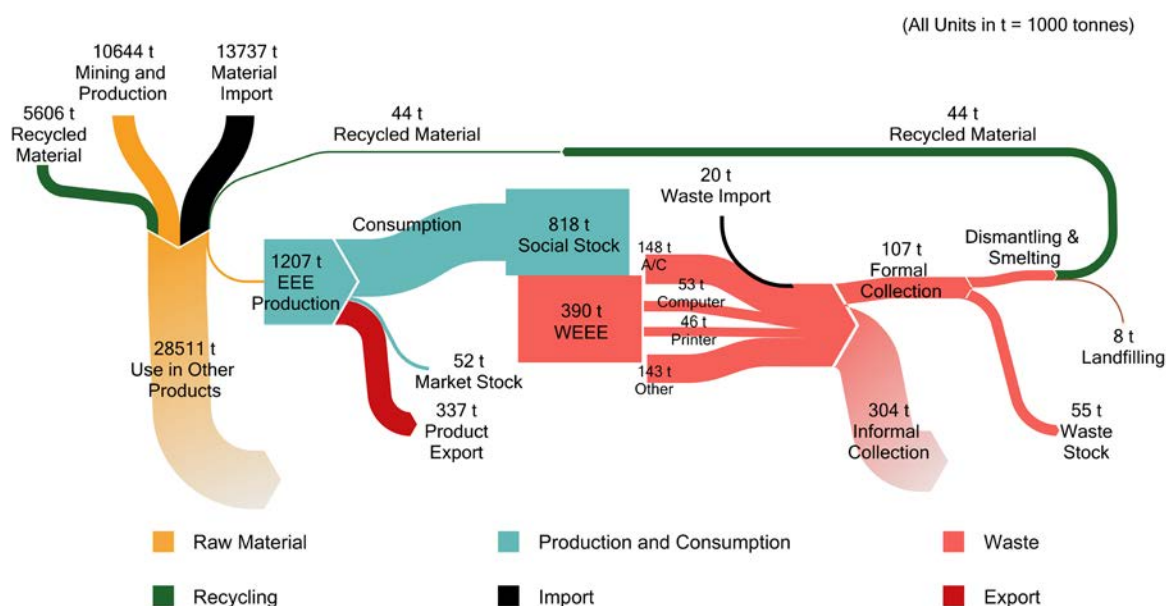 (All Units in t = 1000 tonnes)
10644 t
Mining and
Production
13737 t
Material
Import
5606 t
Recycled
Material
44 t
Recycled Material
44 t
Recycled Material
20 t
Waste Import
Consumption
818 t
Social Stock
148 t
A/C
107 t
Formal
Collection
Dismantling &
Smelting
1207 t
EEE
Production
53 t
Computer
390 t
WEEE
46 t
Printer
28511 t
Use in Other
Products
52 t
Market Stock
143 t
Other
8 t
Landfilling
337 t
Product
Export
304 t
Informal
Collection
55 t
Waste
Stock
Raw Material
Production and Consumption
Waste
Recycling
Import
Export